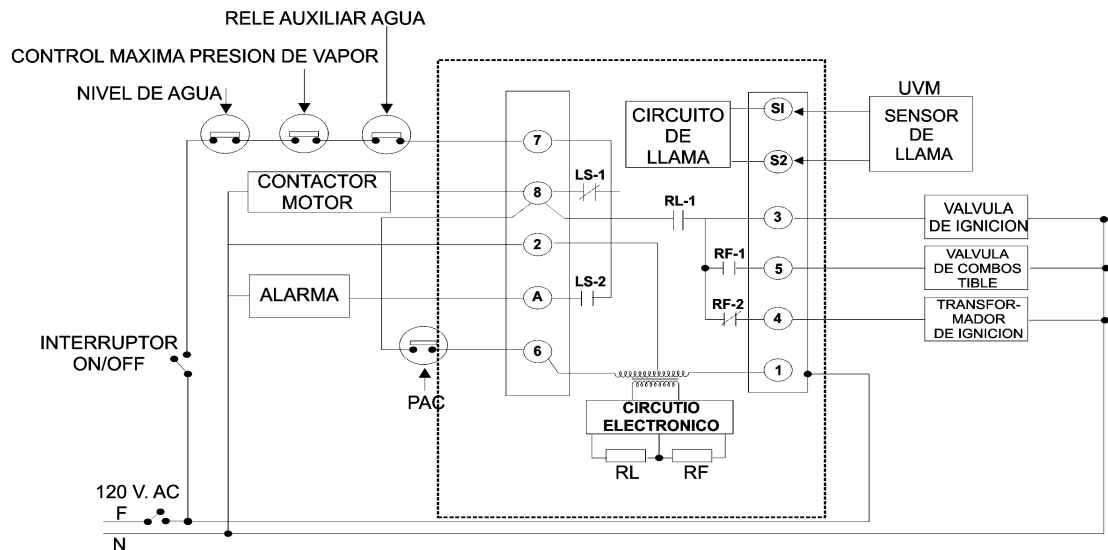 RELE AUXILIAR AGUA
CONTROL MAXIMA PRESION DE VAPOR
NIVEL DE AGUA
UVM
SENSOR
DE
LLAMA
CIRCUITO
DE
LLAMA
SI
S2
7
CONTACTOR
MOTOR
8
LS-1
RL-1
3
VALVULA
DE IGNICION
2
RF-1
5
VALVULA
DE COMBOS
TIBLE
ALARMA
A
LS-2
RF-2
4
TRANSFOR-
MADOR
DE IGNICION
INTERRUPTOR
ON/OFF
6
1
PAC
CIRCUTIO
ELECTRONICO
RL
RF
120 V. AC
F
N